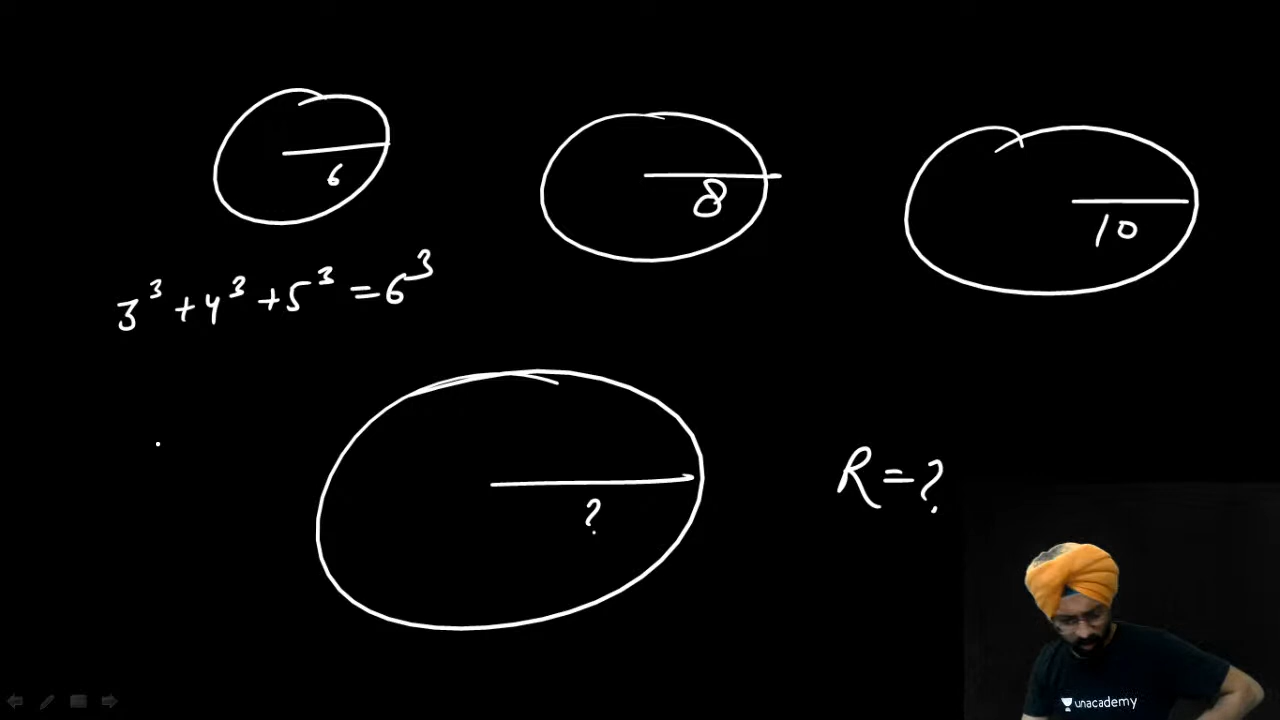 6
8
10
3³ + 4³ + 5³ = 6³
?
R = ?
unacademy